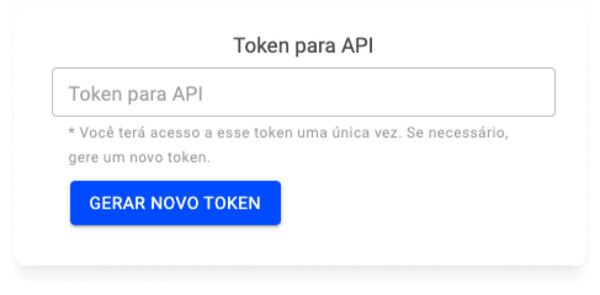 Token para API
Token para API
* Você terá acesso a esse token uma única vez. Se necessário,
gere um novo token.
GERAR NOVO TOKEN